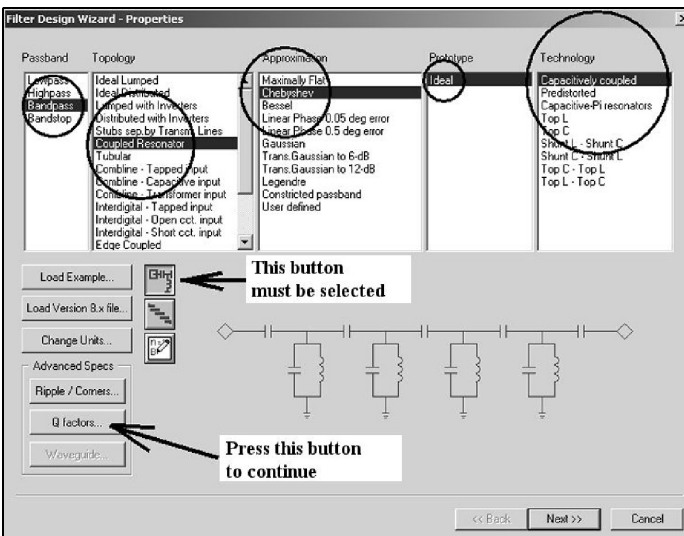 Filter Design Wizard - Properties
Passband
Topology
Approximation
Prototype
Technology
Lowpass
Highpass
Bandpass
Bandstop
Ideal Lumped
Ideal Distributed
Lumped with Inverters
Distributed with Inverters
Stubs sep.by Transm. Lines
Coupled Resonator
Tubular
Combline - Tapped input
Combline - Capacitive input
Combline - Transformer input
Interdigital - Tapped input
Interdigital - Open cct. input
Interdigital - Short cct. input
Edge Coupled
Maximally Flat
Chebyshev
Bessel
Linear Phase 0.05 deg error
Linear Phase 0.5 deg error
Gaussian
Trans.Gaussian to 6-dB
Trans.Gaussian to 12-dB
Legendre
Constricted passband
User defined
Ideal
Capacitively coupled
Predistorted
Capacitive-Pi resonators
Top L
Top C
Shunt L - Shunt C
Shunt C - Shunt L
Top C - Top L
Top L - Top C
Load Example...
Load Version 8.x file...
Change Units...
Advanced Specs
Ripple / Corners...
Q factors...
Waveguide...
This button
must be selected
Press this button
to continue
<< Back
Next >>
Cancel